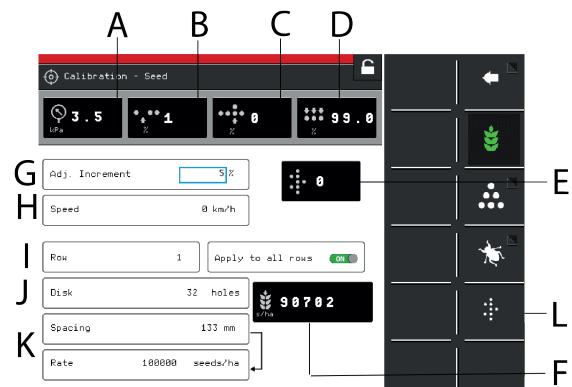 A B C D
Calibration - Seed
3.5 1 0 99.0
kPa % % %
G Adj. Increment 5 % 0 E
H Speed 0 km/h
I Row 1 Apply to all rows ON
J Disk 32 holes
s/ha 90702
K Spacing 133 mm L
Rate 100000 seeds/ha F